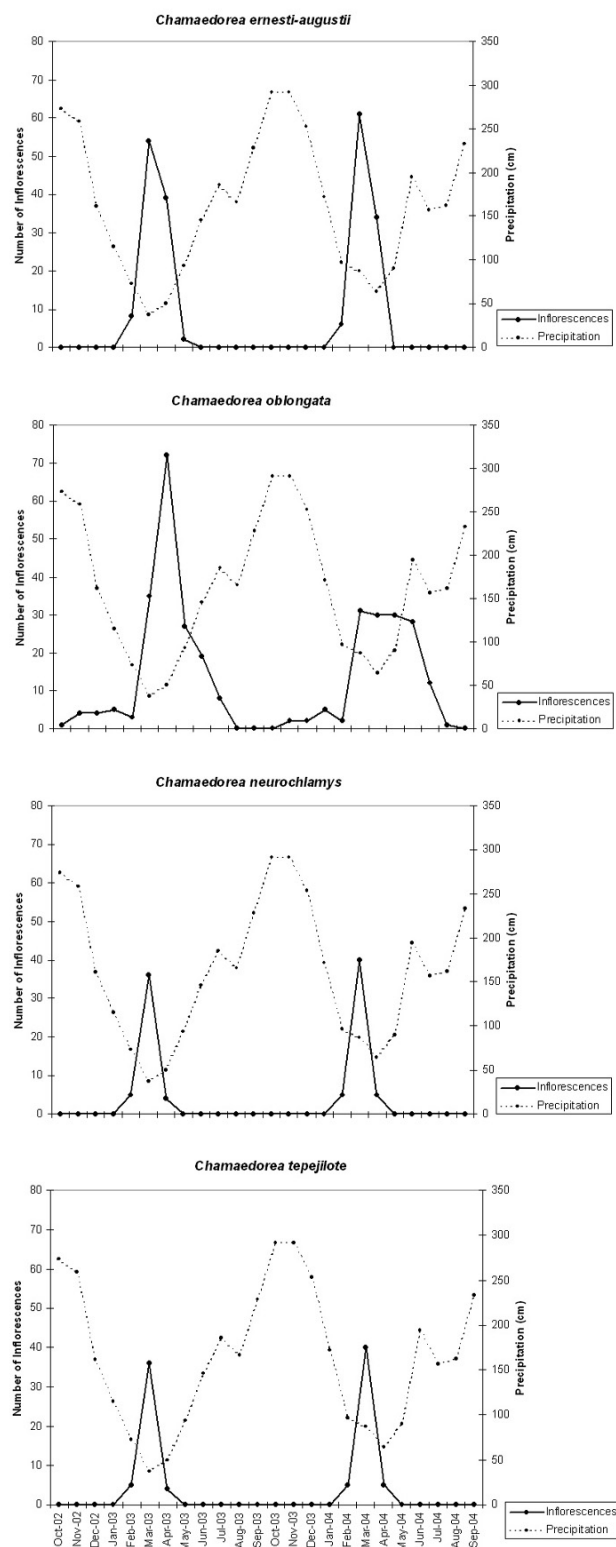 Chamaedorea ernesti-augustii
80
70
60
50
40
30
20
10
0
Number of Inflorescences
350
300
250
200
150
100
50
0
Precipitation (cm)
Inflorescences
Precipitation
Chamaedorea oblongata
80
70
60
50
40
30
20
10
0
Number of Inflorescences
350
300
250
200
150
100
50
0
Precipitation (cm)
Inflorescences
Precipitation
Chamaedorea neurochlamys
80
70
60
50
40
30
20
10
0
Number of Inflorescences
350
300
250
200
150
100
50
0
Precipitation (cm)
Inflorescences
Precipitation
Chamaedorea tepejilote
80
70
60
50
40
30
20
10
0
Number of Inflorescences
350
300
250
200
150
100
50
0
Precipitation (cm)
Oct-02
Nov-02
Dec-02
Jan-03
Feb-03
Mar-03
Apr-03
May-03
Jun-03
Jul-03
Aug-03
Sep-03
Oct-03
Nov-03
Dec-03
Jan-04
Feb-04
Mar-04
Apr-04
May-04
Jun-04
Jul-04
Aug-04
Sep-04
Inflorescences
Precipitation